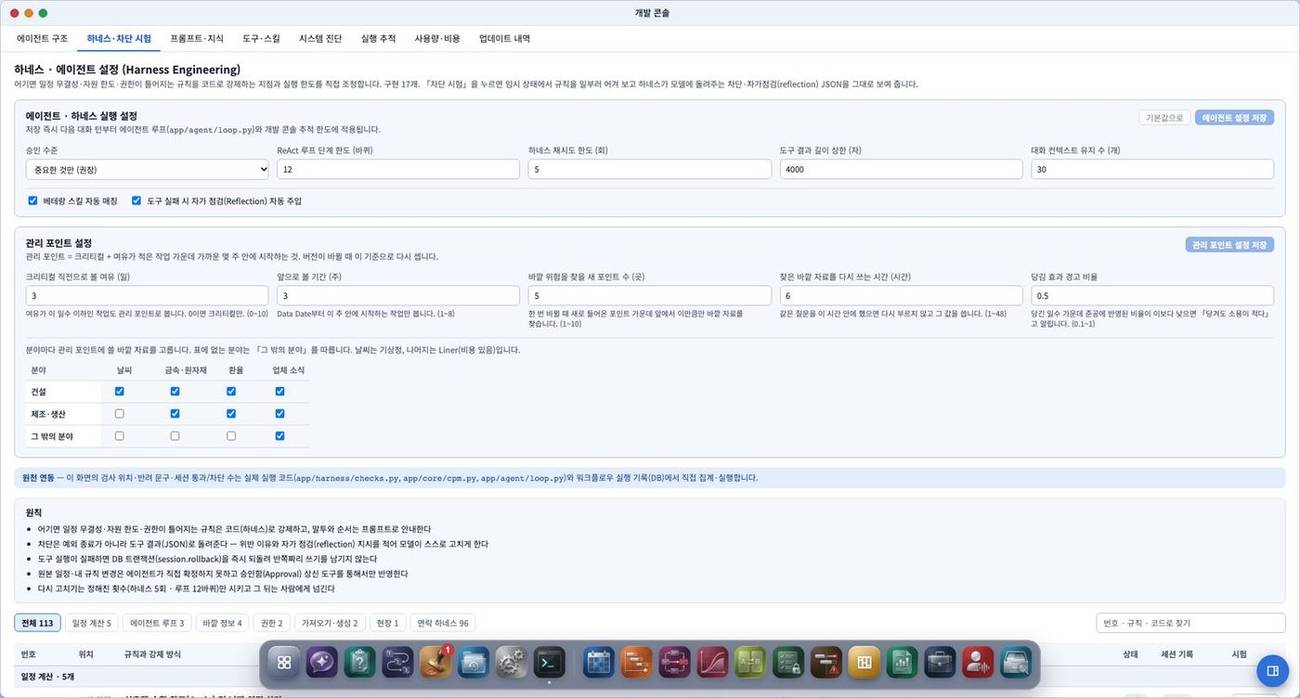 개발 콘솔
에이전트 구조 하네스·차단 시험 프롬프트·지식 도구·스킬 시스템 진단 실행 추적 사용량·비용 업데이트 내역
하네스 · 에이전트 설정 (Harness Engineering)
어기면 일정 무결성·자원 한도·권한이 틀어지는 규칙을 코드로 강제하는 지점과 실행 한도를 직접 조정합니다. 구현 17개. 「차단 시험」을 누르면 임시 상태에서 규칙을 일부러 어겨 보고 하네스가 모델에 돌려주는 차단·자가점검(reflection) JSON을 그대로 보여 줍니다.
에이전트 · 하네스 실행 설정
기본값으로 에이전트 설정 저장
저장 즉시 다음 대화 턴부터 에이전트 루프(app/agent/loop.py)와 개발 콘솔 추적 한도에 적용됩니다.
승인 수준 ReAct 루프 단계 한도 (바퀴) 하네스 재시도 한도 (회) 도구 결과 길이 상한 (자) 대화 컨텍스트 유지 수 (개)
중요한 것만 (권장) 12 5 4000 30
베테랑 스킬 자동 매칭 도구 실패 시 자가 점검(Reflection) 자동 주입
관리 포인트 설정
관리 포인트 설정 저장
관리 포인트 = 크리티컬 + 여유가 적은 작업 가운데 가까운 몇 주 안에 시작하는 것. 버전이 바뀔 때 이 기준으로 다시 셉니다.
크리티컬 직전으로 볼 여유 (일) 앞으로 볼 기간 (주) 바깥 위험을 찾을 새 포인트 수 (곳) 찾은 바깥 자료를 다시 쓰는 시간 (시간) 당김 효과 경고 비율
3 3 5 6 0.5
여유가 이 일수 이하인 작업도 관리 포인트로 봅니다. 0이면 크리티컬만. (0~10) Data Date부터 이 주 안에 시작하는 작업만 봅니다. (1~8) 한 번 바뀔 때 새로 들어온 포인트 가운데 앞에서 이만큼만 바깥 자료를 같은 질문을 이 시간 안에 했으면 다시 부르지 않고 그 값을 씁니다. (1~48) 당긴 일수 가운데 준공에 반영된 비율이 이보다 낮으면 「당겨도 소용이 적다」
찾습니다. (1~10) 고 알립니다. (0.1~1)
분야마다 관리 포인트에 쓸 바깥 자료를 고릅니다. 표에 없는 분야는 「그 밖의 분야」를 따릅니다. 날씨는 기상청, 나머지는 Liner(비용 있음)입니다.
분야 날씨 금속·원자재 환율 업체 소식
건설
제조·생산
그 밖의 분야
원천 연동 — 이 화면의 검사 위치·반려 문구·세션 통과/차단 수는 실제 실행 코드(app/harness/checks.py, app/core/cpm.py, app/agent/loop.py)와 워크플로우 실행 기록(DB)에서 직접 집계·실행합니다.
원칙
어기면 일정 무결성·자원 한도·권한이 틀어지는 규칙은 코드(하네스)로 강제하고, 말투와 순서는 프롬프트로 안내한다
차단은 예외 종료가 아니라 도구 결과(JSON)로 돌려준다 — 위반 이유와 자가 점검(reflection) 지시를 적어 모델이 스스로 고치게 한다
도구 실행이 실패하면 DB 트랜잭션(session.rollback)을 즉시 되돌려 반쪽짜리 쓰기를 남기지 않는다
원본 일정·내 규칙 변경은 에이전트가 직접 확정하지 못하고 승인함(Approval) 상신 도구를 통해서만 반영한다
다시 고치기는 정해진 횟수(하네스 5회 · 루프 12바퀴)만 시키고 그 뒤는 사람에게 넘긴다
전체 113 일정 계산 5 에이전트 루프 3 바깥 정보 4 권한 2 가져오기·생성 2 현장 1 연락 하네스 96 번호 · 규칙 · 코드로 찾기
번호 위치 규칙과 강제 방식 상태 세션 기록 시험
1
일정 계산 · 5개